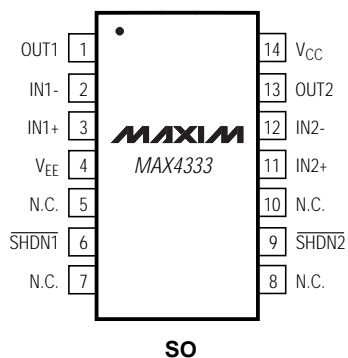 OUT1 1 14 VCC
IN1- 2 13 OUT2
IN1+ 3 12 IN2-
MAXIM
VEE 4 MAX4333 11 IN2+
N.C. 5 10 N.C.
SHDN1 6 9 SHDN2
N.C. 7 8 N.C.
SO